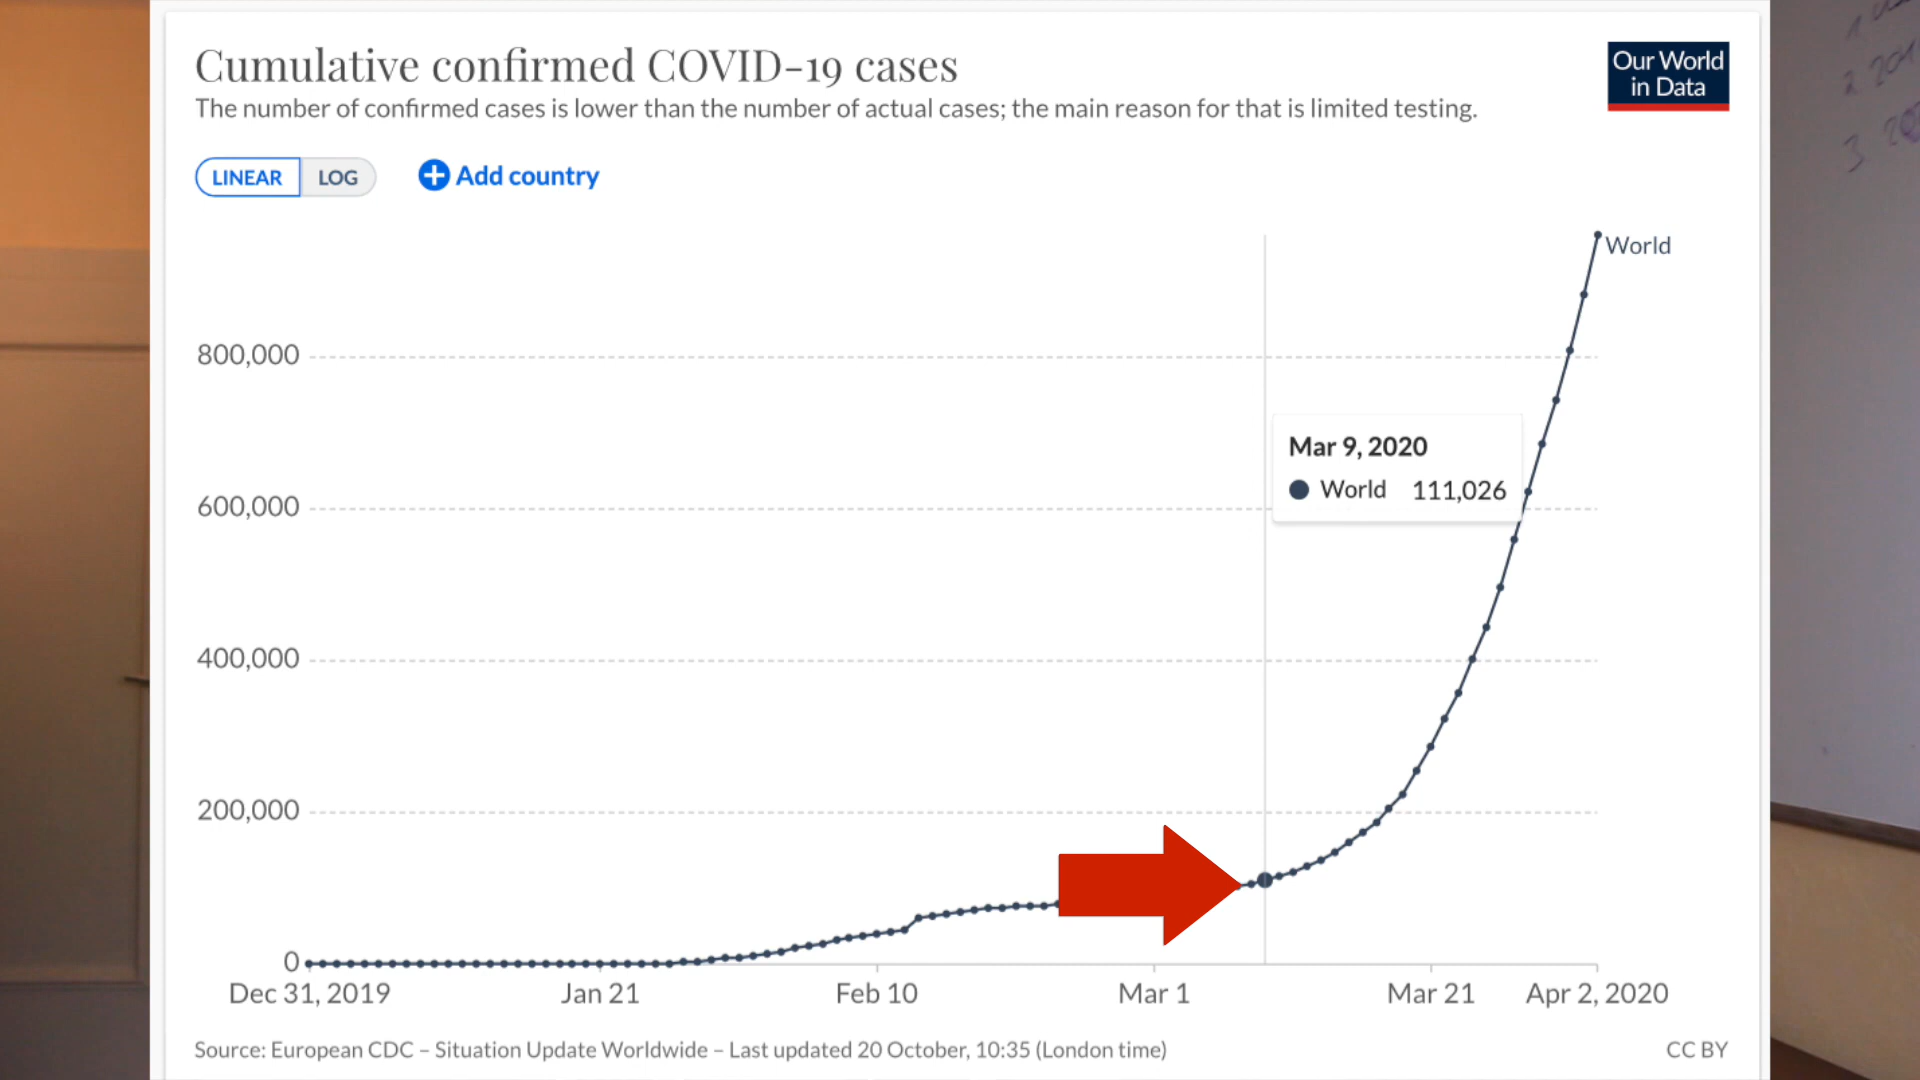 Cumulative confirmed COVID-19 cases
Our World
in Data
The number of confirmed cases is lower than the number of actual cases; the main reason for that is limited testing.
LINEAR
LOG
Add country
World
800,000
Mar 9, 2020
World 111,026
600,000
400,000
200,000
0
Dec 31, 2019
Jan 21
Feb 10
Mar 1
Mar 21
Apr 2, 2020
Source: European CDC – Situation Update Worldwide – Last updated 20 October, 10:35 (London time)
CC BY